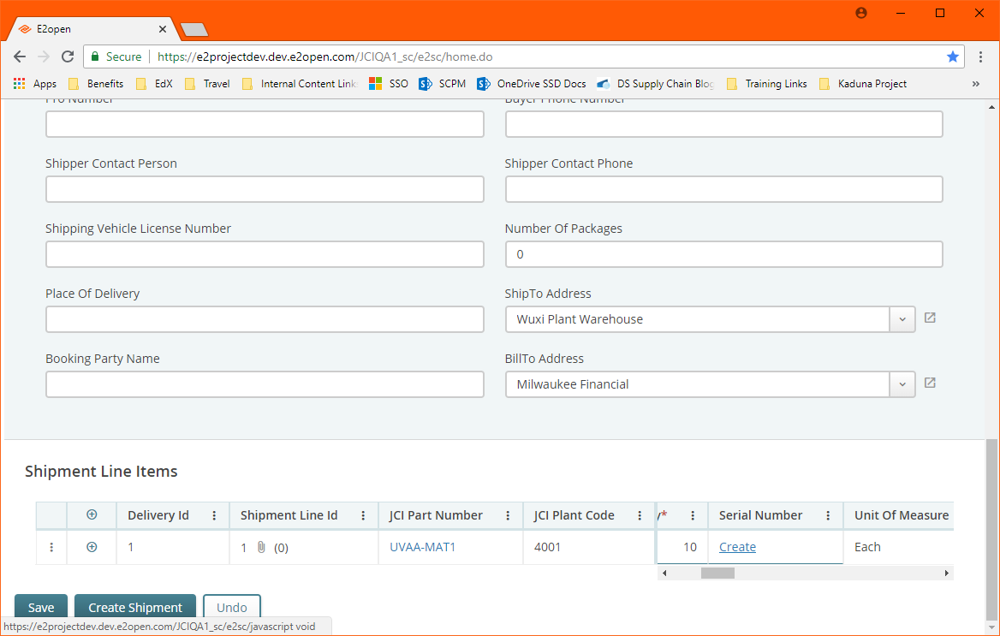 E2open
Secure https://e2projectdev.dev.e2open.com/JCIQA1_sc/e2sc/home.do
Apps Benefits EdX Travel Internal Content Link SSO SCPM OneDrive SSD Docs DS Supply Chain Blog Training Links Kaduna Project »
Pro Number Buyer Phone Number
Shipper Contact Person Shipper Contact Phone
Shipping Vehicle License Number Number Of Packages
0
Place Of Delivery ShipTo Address
Wuxi Plant Warehouse
Booking Party Name BillTo Address
Milwaukee Financial
Shipment Line Items
Delivery Id Shipment Line Id JCI Part Number JCI Plant Code y* Serial Number Unit Of Measure
1 1 (0) UVAA-MAT1 4001 10 Create Each
Save Create Shipment Undo
https://e2projectdev.dev.e2open.com/JCIQA1_sc/e2sc/javascript void